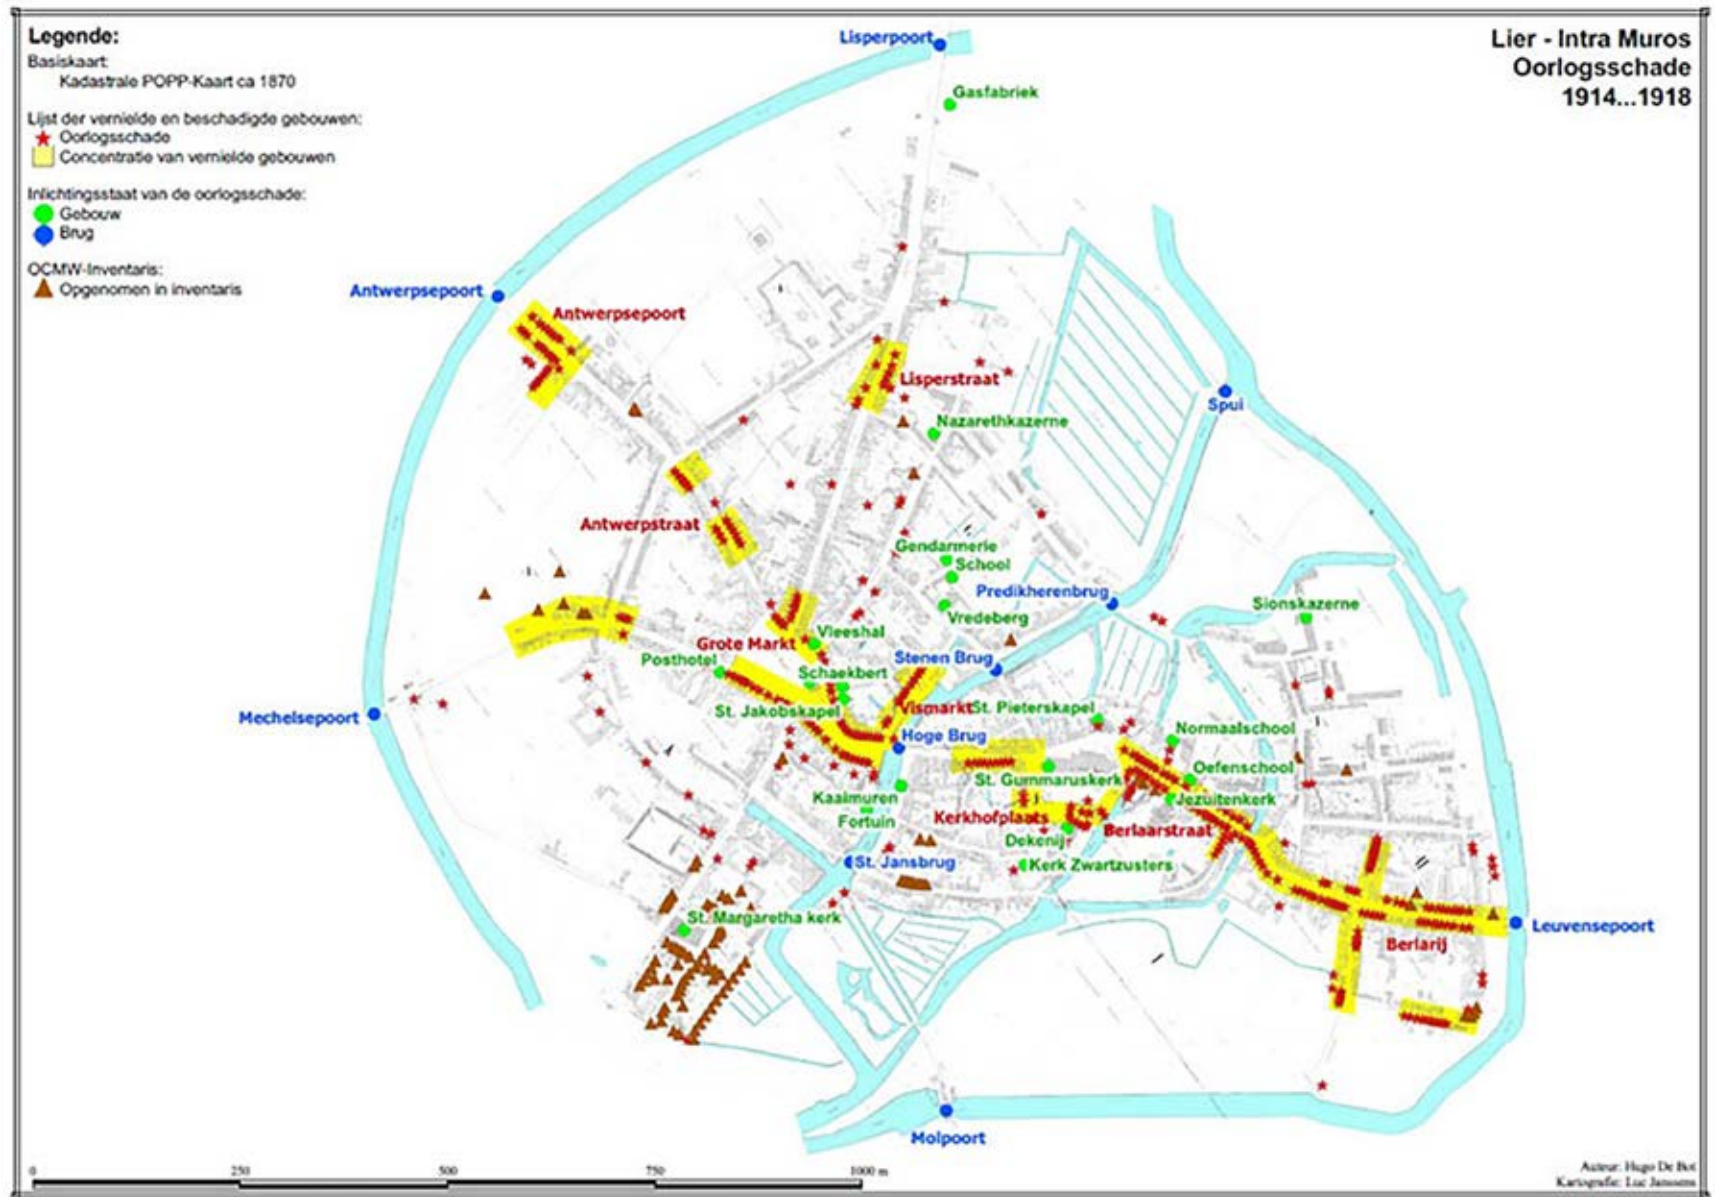 Legende:
Basiskaart:
Kadastrale POPP-Kaart ca 1870
Lijst der vernielde en beschadigde gebouwen:
Oorlogsschade
Concentratie van vernielde gebouwen
Inlichtingsstaat van de oorlogsschade:
Gebouw
Brug
OCMW-Inventaris:
Opgenomen in inventaris
Lier - Intra Muros
Oorlogsschade
1914...1918
Lisperpoort
Gasfabriek
Antwerpsepoort
Antwerpsepoort
Lisperstraat
Spui
Nazarethkazerne
Antwerpstraat
Gendarmerie
School
Predikherenbrug
Vredeberg
Sionskazerne
Vleeshal
Grote Markt
Posthotel
Stenen Brug
Schaekbert
St. Jakobskapel
Vismarkt
St. Pieterskapel
Mechelsepoort
Hoge Brug
Normaalschool
Oefenschool
St. Gummaruskerk
Kaaimuren
Jezuitenkerk
Fortuin
Kerkhofplaats
Berlaarstraat
Dekenij
St. Jansbrug
Kerk Zwartzusters
St. Margaretha kerk
Leuvensepoort
Berlarij
Molpoort
0 250 500 750 1000 m
Auteur: Hugo De Bot
Kartografie: Luc Janssens